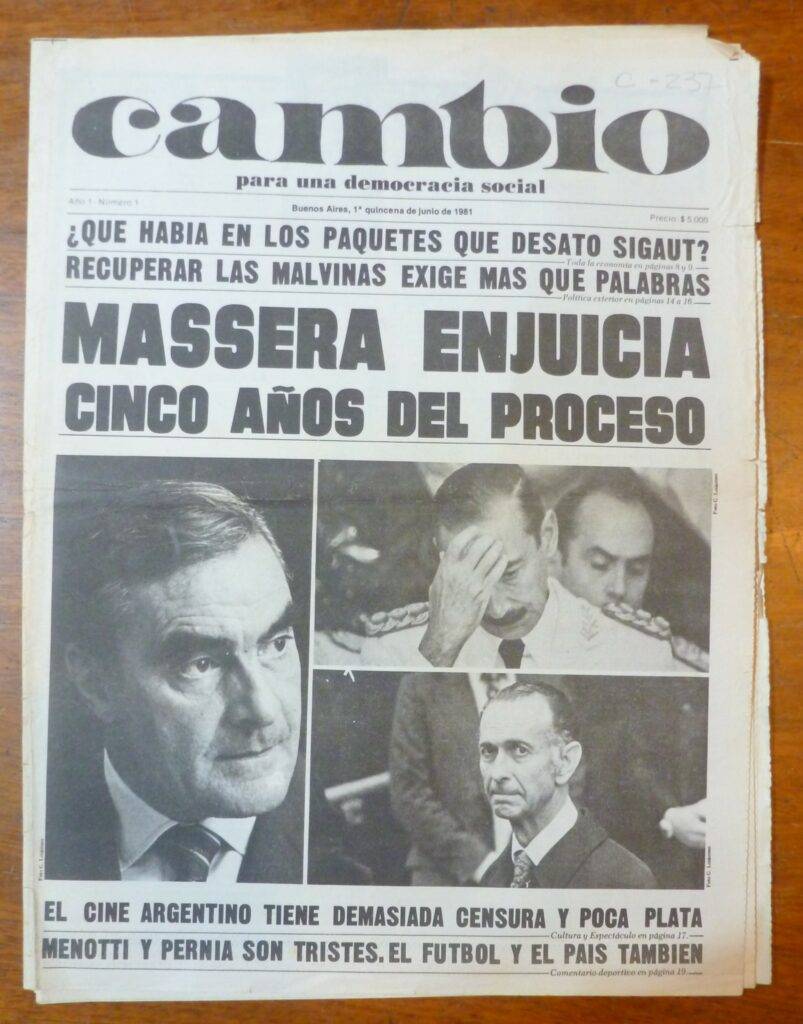 C-237
cambio
para una democracia social
Año 1 - Número 1
Buenos Aires, 1ª quincena de junio de 1981
Precio: $ 5.000
¿QUE HABIA EN LOS PAQUETES QUE DESATO SIGAUT?
Toda la economía en páginas 8 y 9.
RECUPERAR LAS MALVINAS EXIGE MAS QUE PALABRAS
Política exterior en páginas 14 a 16.
MASSERA ENJUICIA
CINCO AÑOS DEL PROCESO
EL CINE ARGENTINO TIENE DEMASIADA CENSURA Y POCA PLATA
Cultura y Espectáculo en página 17.
MENOTTI Y PERNIA SON TRISTES. EL FUTBOL Y EL PAIS TAMBIEN
Comentario deportivo en página 19.